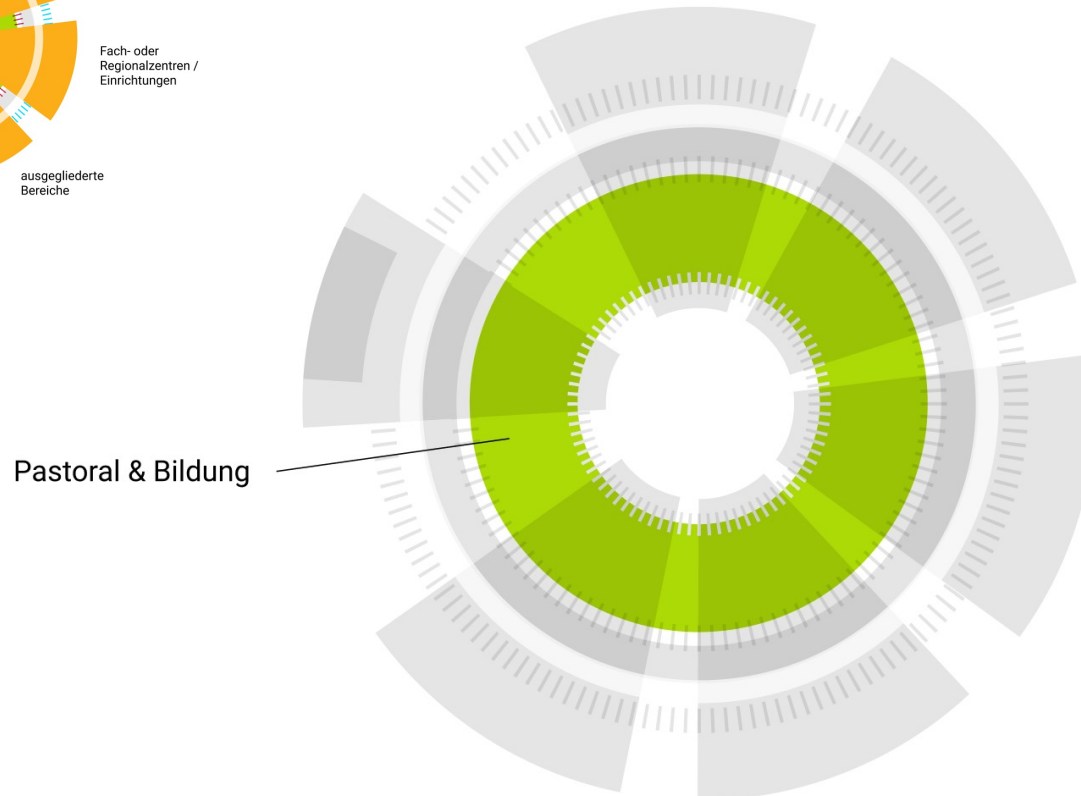 Fach- oder
Regionalzentren /
Einrichtungen
ausgegliederte
Bereiche
Pastoral & Bildung